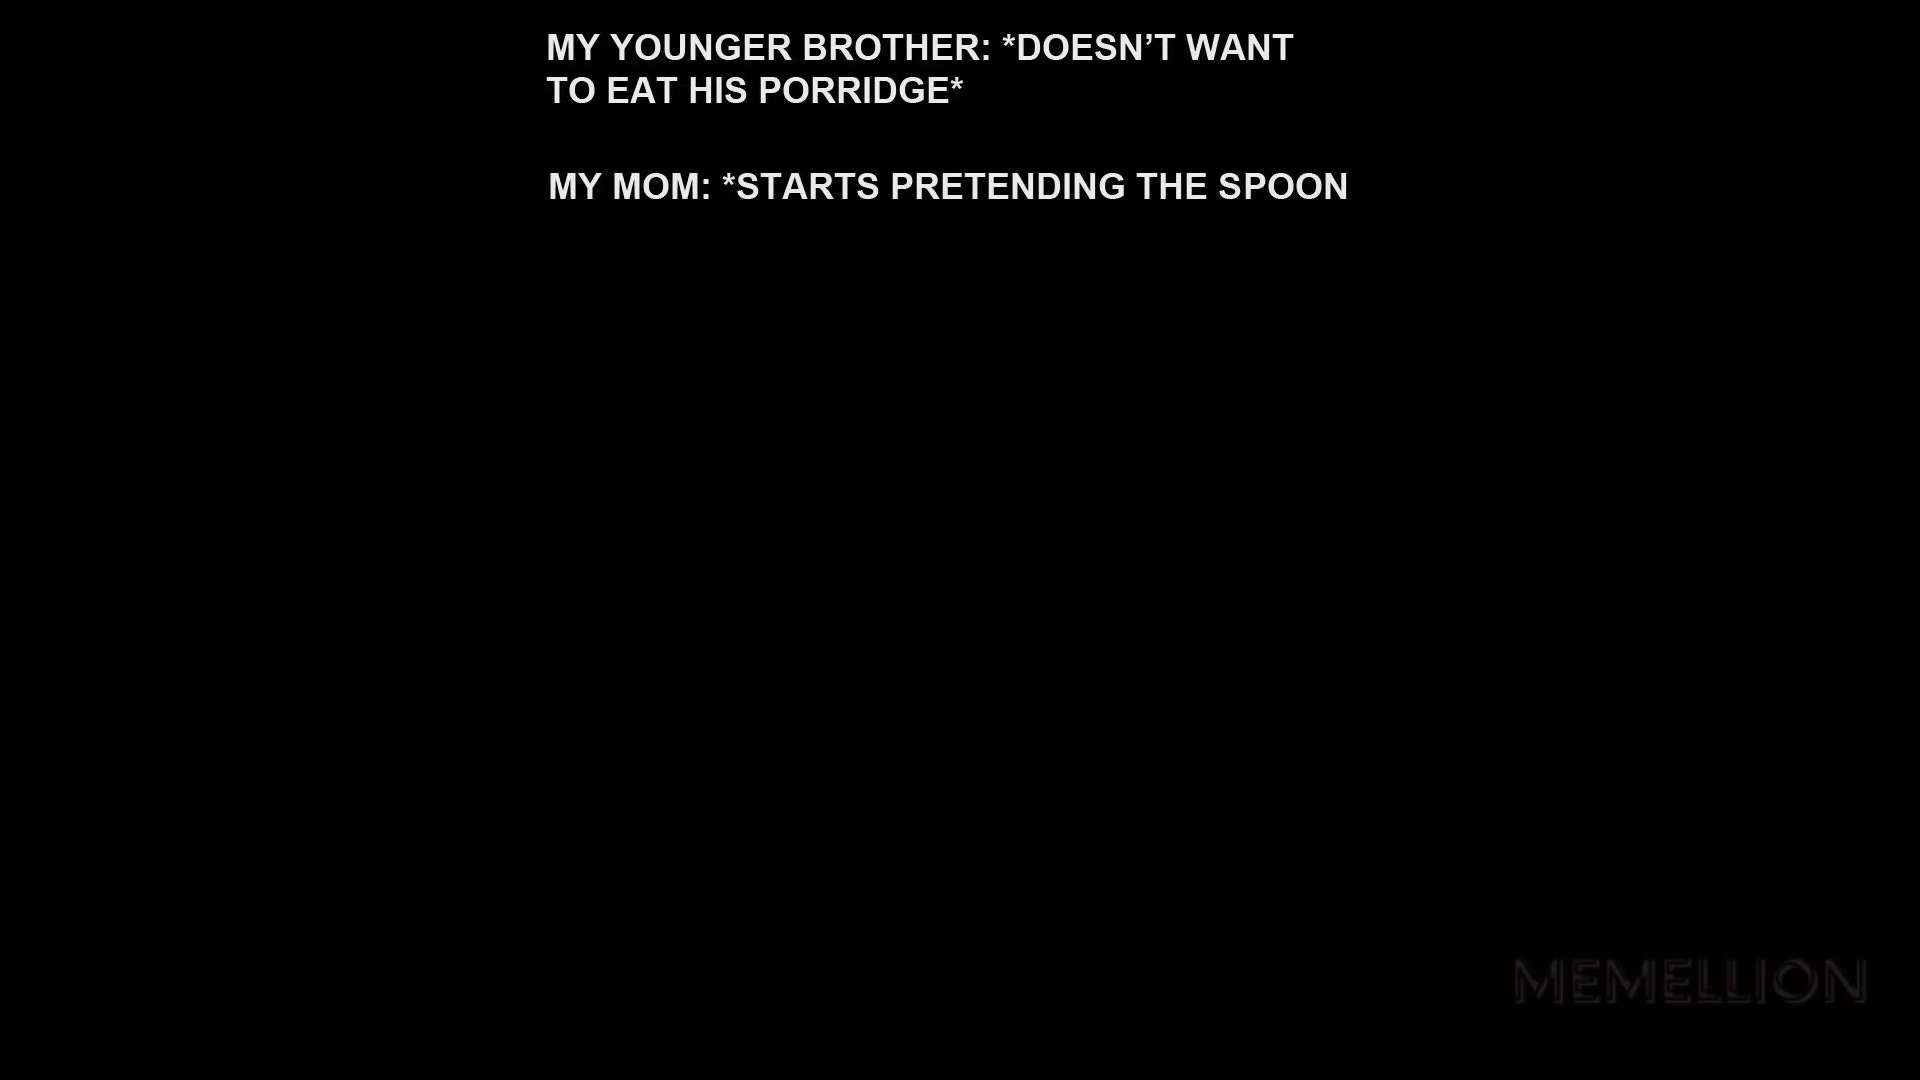 MY YOUNGER BROTHER: *DOESN’T WANT
TO EAT HIS PORRIDGE*
MY MOM: *STARTS PRETENDING THE SPOON
MEMELLION